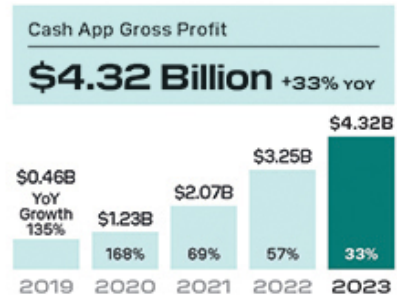 Cash App Gross Profit
$4.32 Billion +33% YOY
$4.32B
$3.25B
$2.07B
$1.23B
$0.46B
YoY
Growth
135%
168%
69%
57%
33%
2019 2020 2021 2022 2023